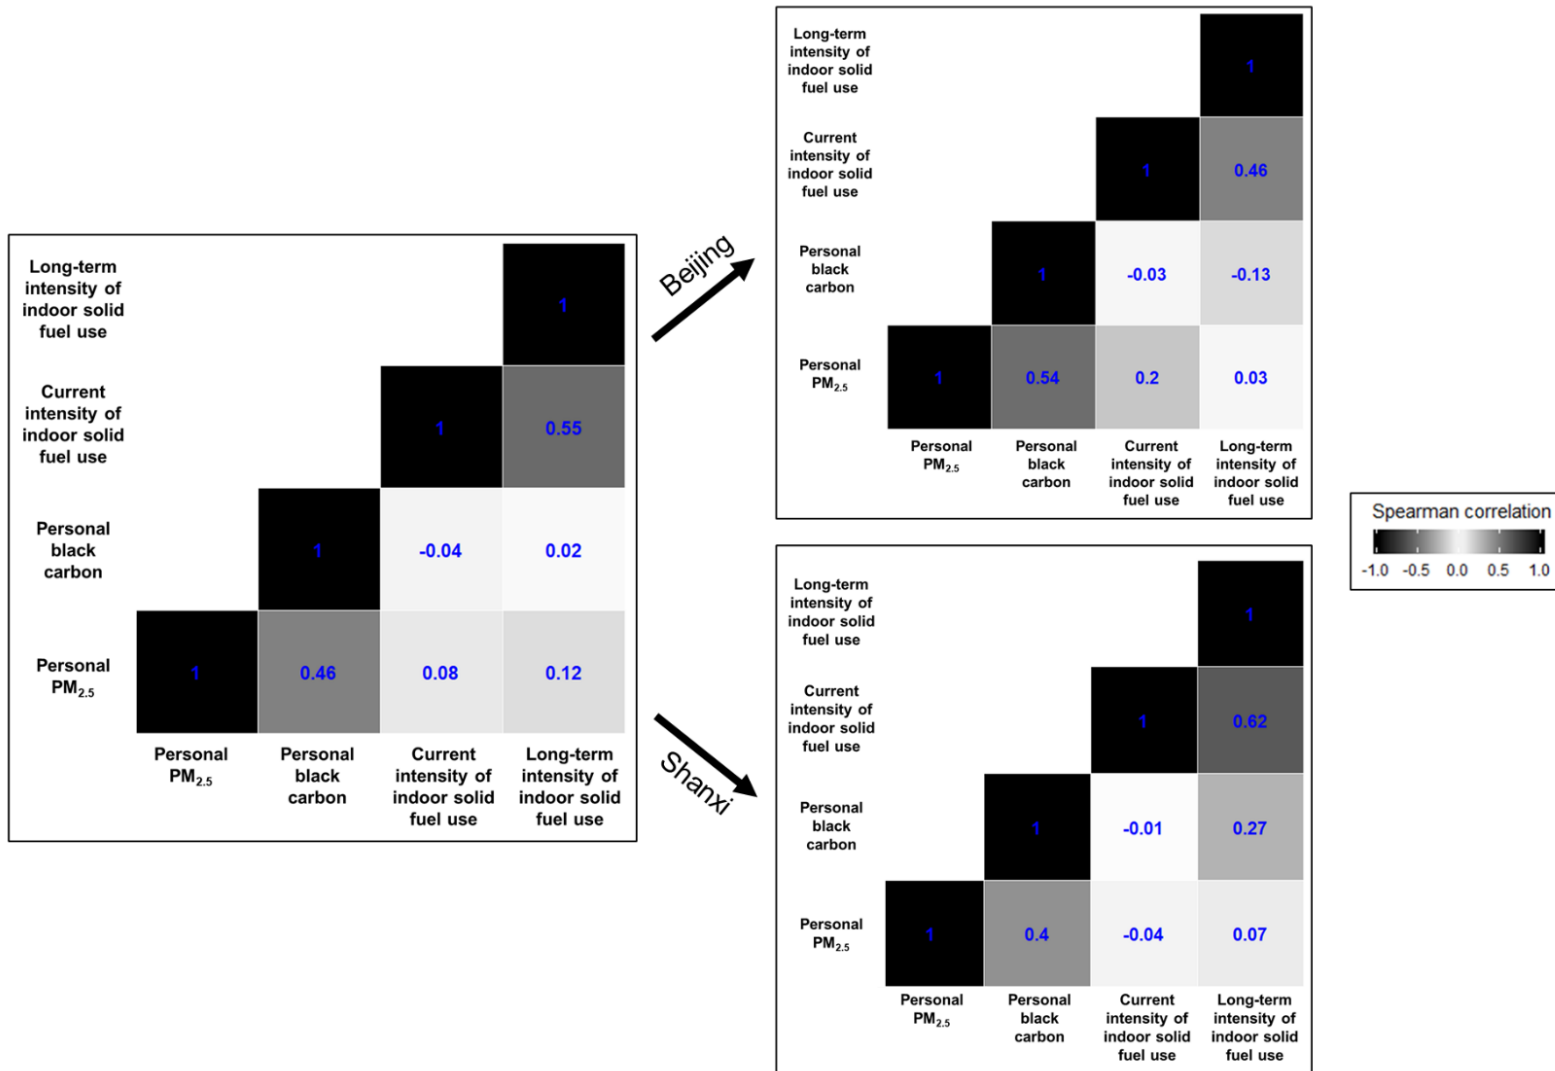 Long-term
intensity of
indoor solid
fuel use
1
Current
intensity of
indoor solid
fuel use
1
0.55
Personal
black
carbon
1
-0.04
0.02
Personal
PM2.5
1
0.46
0.08
0.12
Personal
PM2.5
Personal
black
carbon
Current
intensity of
indoor solid
fuel use
Long-term
intensity of
indoor solid
fuel use
Beijing
Long-term
intensity of
indoor solid
fuel use
1
Current
intensity of
indoor solid
fuel use
1
0.46
Personal
black
carbon
1
-0.03
-0.13
Personal
PM2.5
1
0.54
0.2
0.03
Personal
PM2.5
Personal
black
carbon
Current
intensity of
indoor solid
fuel use
Long-term
intensity of
indoor solid
fuel use
Shanxi
Long-term
intensity of
indoor solid
fuel use
1
Current
intensity of
indoor solid
fuel use
1
0.62
Personal
black
carbon
1
-0.01
0.27
Personal
PM2.5
1
0.4
-0.04
0.07
Personal
PM2.5
Personal
black
carbon
Current
intensity of
indoor solid
fuel use
Long-term
intensity of
indoor solid
fuel use
Spearman correlation
-1.0 -0.5 0.0 0.5 1.0